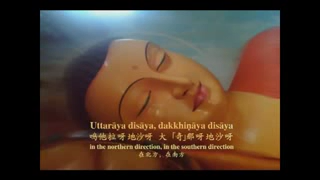 Uttarāya disāya, dakkhiṇāya disāya
嗚他拉呀 地沙呀 大「奇」那呀 地沙呀
in the northern direction, in the southern direction
在北方，在南方